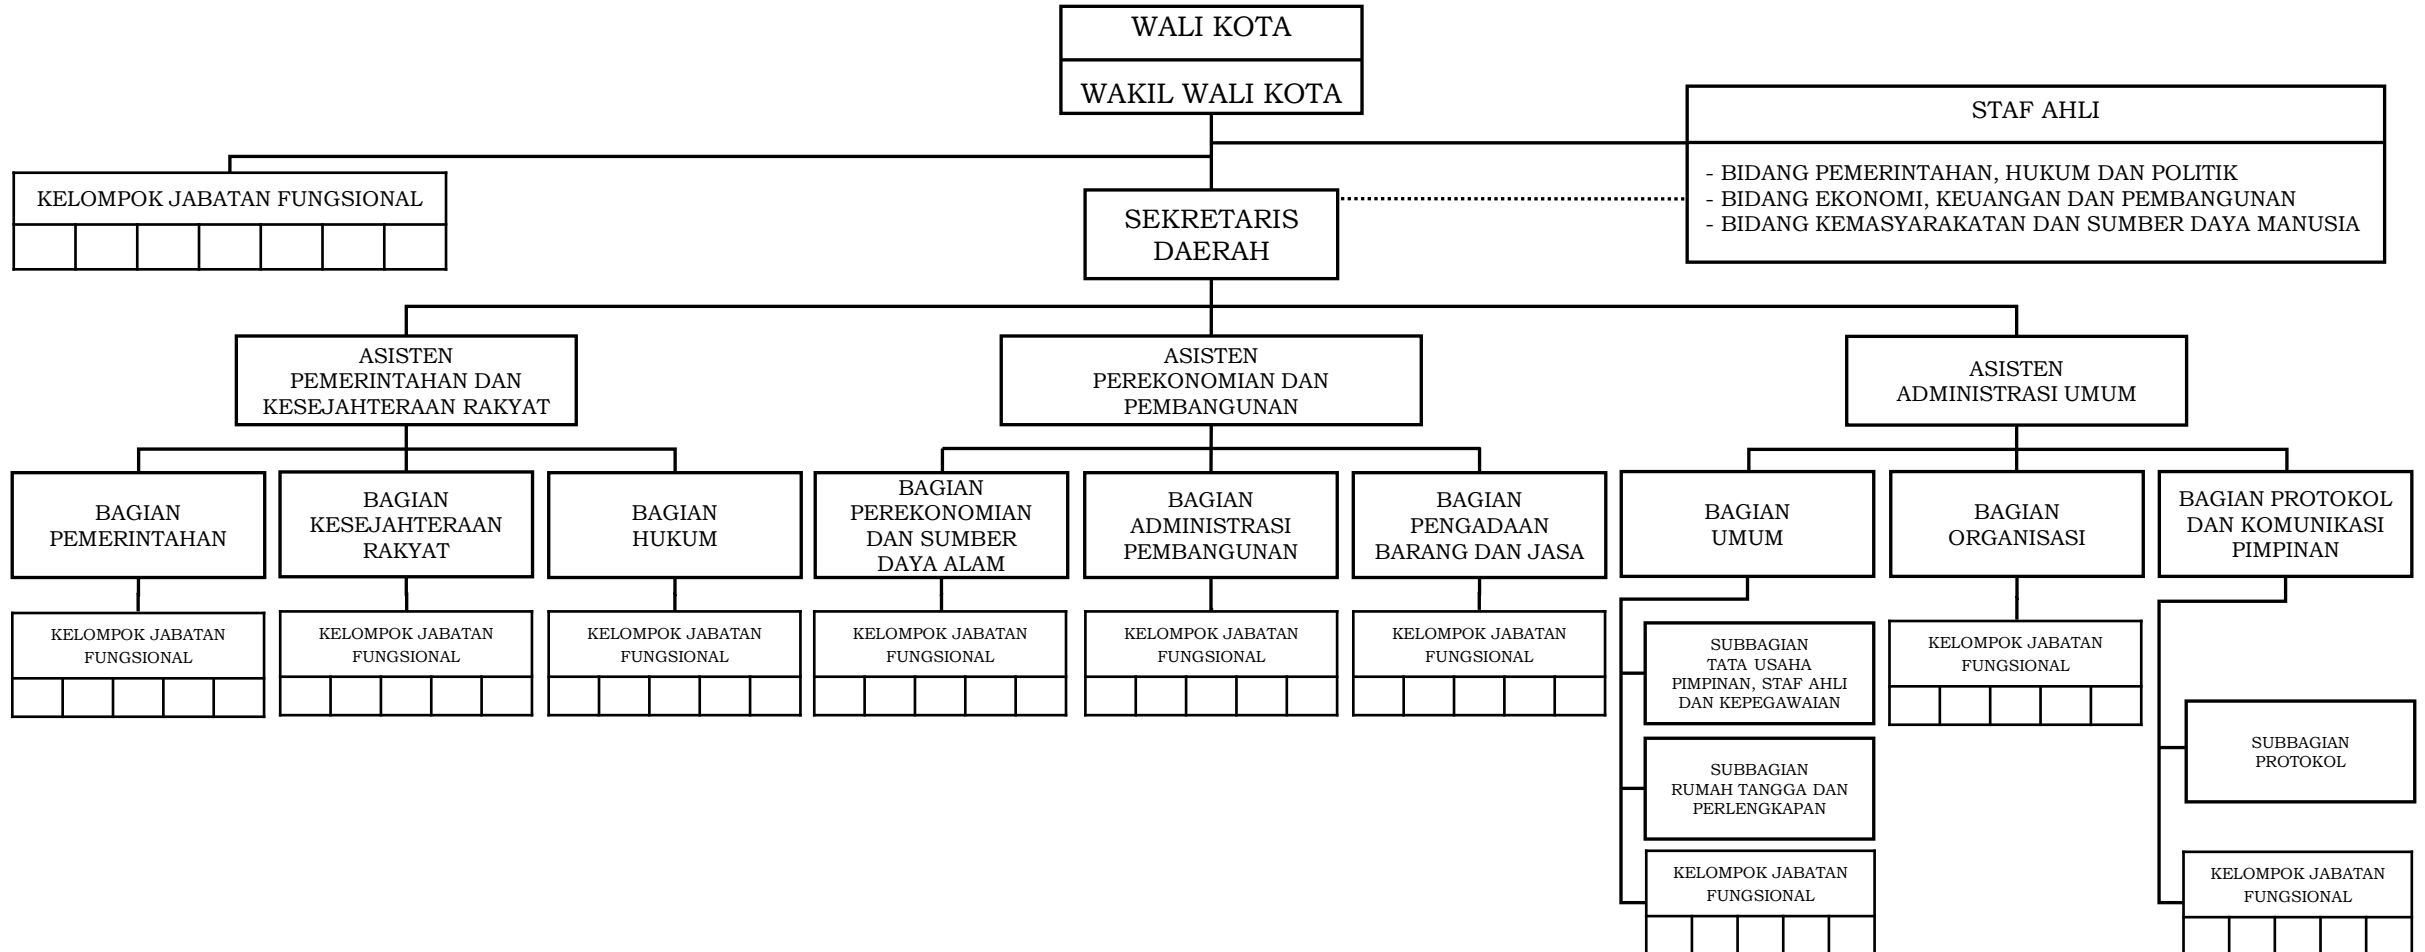 WALI KOTA
WAKIL WALI KOTA
STAF AHLI
- BIDANG PEMERINTAHAN, HUKUM DAN POLITIK
- BIDANG EKONOMI, KEUANGAN DAN PEMBANGUNAN
- BIDANG KEMASYARAKATAN DAN SUMBER DAYA MANUSIA
KELOMPOK JABATAN FUNGSIONAL
SEKRETARIS
DAERAH
ASISTEN
PEMERINTAHAN DAN
KESEJAHTERAAN RAKYAT
ASISTEN
PEREKONOMIAN DAN
PEMBANGUNAN
ASISTEN
ADMINISTRASI UMUM
BAGIAN
PEMERINTAHAN
BAGIAN
KESEJAHTERAAN
RAKYAT
BAGIAN
HUKUM
BAGIAN
PEREKONOMIAN
DAN SUMBER
DAYA ALAM
BAGIAN
ADMINISTRASI
PEMBANGUNAN
BAGIAN
PENGADAAN
BARANG DAN JASA
BAGIAN
UMUM
BAGIAN
ORGANISASI
BAGIAN PROTOKOL
DAN KOMUNIKASI
PIMPINAN
KELOMPOK JABATAN
FUNGSIONAL
KELOMPOK JABATAN
FUNGSIONAL
KELOMPOK JABATAN
FUNGSIONAL
KELOMPOK JABATAN
FUNGSIONAL
KELOMPOK JABATAN
FUNGSIONAL
KELOMPOK JABATAN
FUNGSIONAL
SUBBAGIAN
TATA USAHA
PIMPINAN, STAF AHLI
DAN KEPEGAWAIAN
SUBBAGIAN
RUMAH TANGGA DAN
PERLENGKAPAN
KELOMPOK JABATAN
FUNGSIONAL
KELOMPOK JABATAN
FUNGSIONAL
SUBBAGIAN
PROTOKOL
KELOMPOK JABATAN
FUNGSIONAL